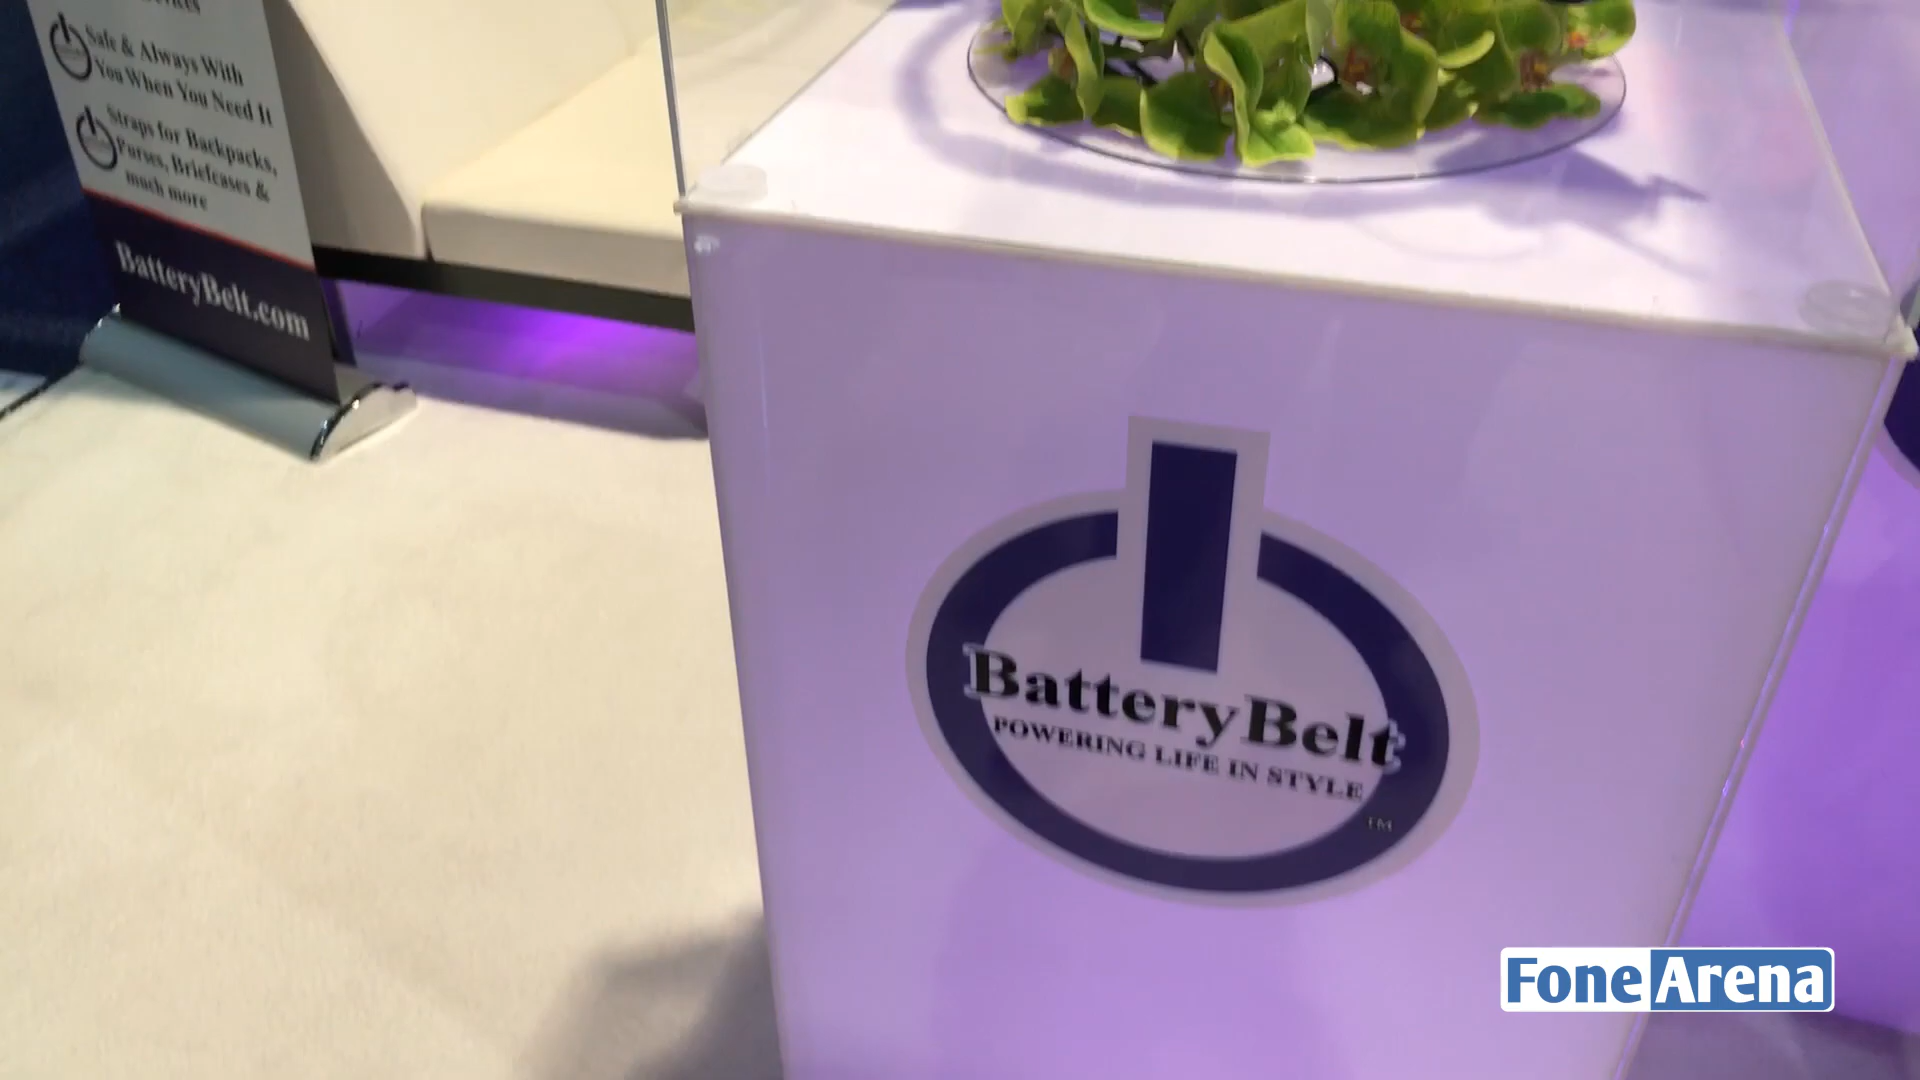 Safe & Always With
You When You Need It
Straps for Backpacks,
Purses, Briefcases &
much more
BatteryBelt.com
BatteryBelt
POWERING LIFE IN STYLE
TM
FoneArena